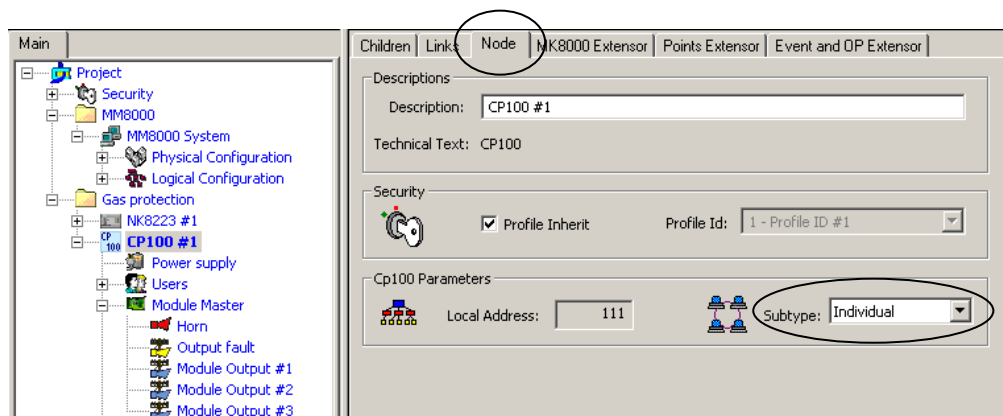 Main
Project
Security
MM8000
MM8000 System
Physical Configuration
Logical Configuration
Gas protection
NK8223 #1
CP 100 CP100 #1
Power supply
Users
Module Master
Horn
Output fault
Module Output #1
Module Output #2
Module Output #3
Children Links Node NK8000 Extensor Points Extensor Event and OP Extensor
Descriptions
Description: CP100 #1
Technical Text: CP100
Security
Profile Inherit Profile Id: 1 - Profile ID #1
Cp100 Parameters
Local Address: 111 Subtype: Individual